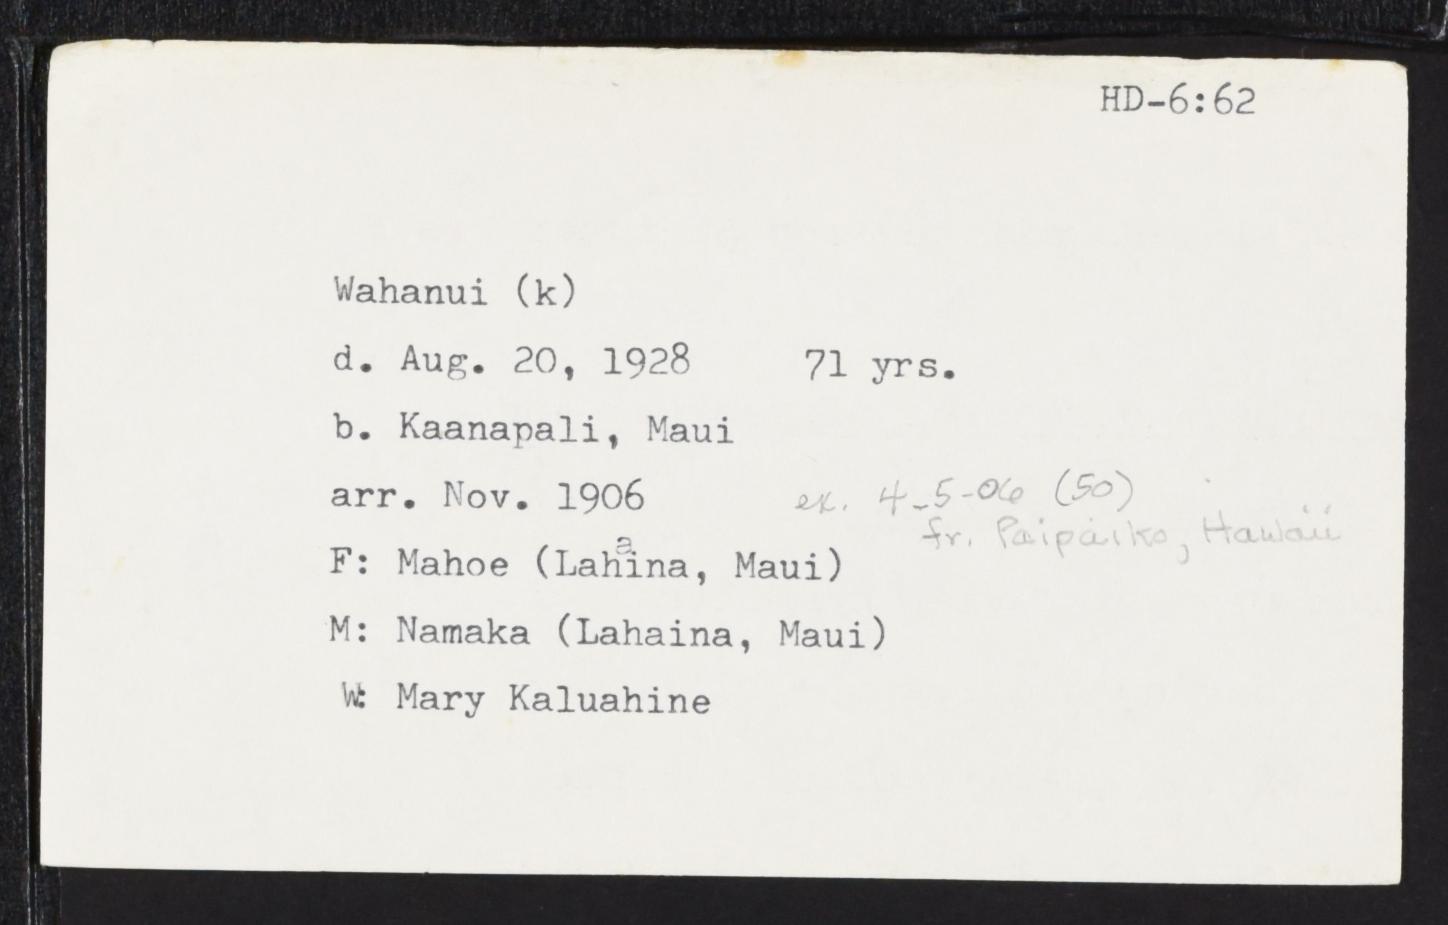 HD-6:62
Wahanui (k)
d. Aug. 20, 1928 71 yrs.
b. Kaanapali, Maui
arr. Nov. 1906 ex. 4-5-06 (50)
fr. Paipaiko, Hawaii
F: Mahoe (Lahaina, Maui)
M: Namaka (Lahaina, Maui)
W: Mary Kaluahine